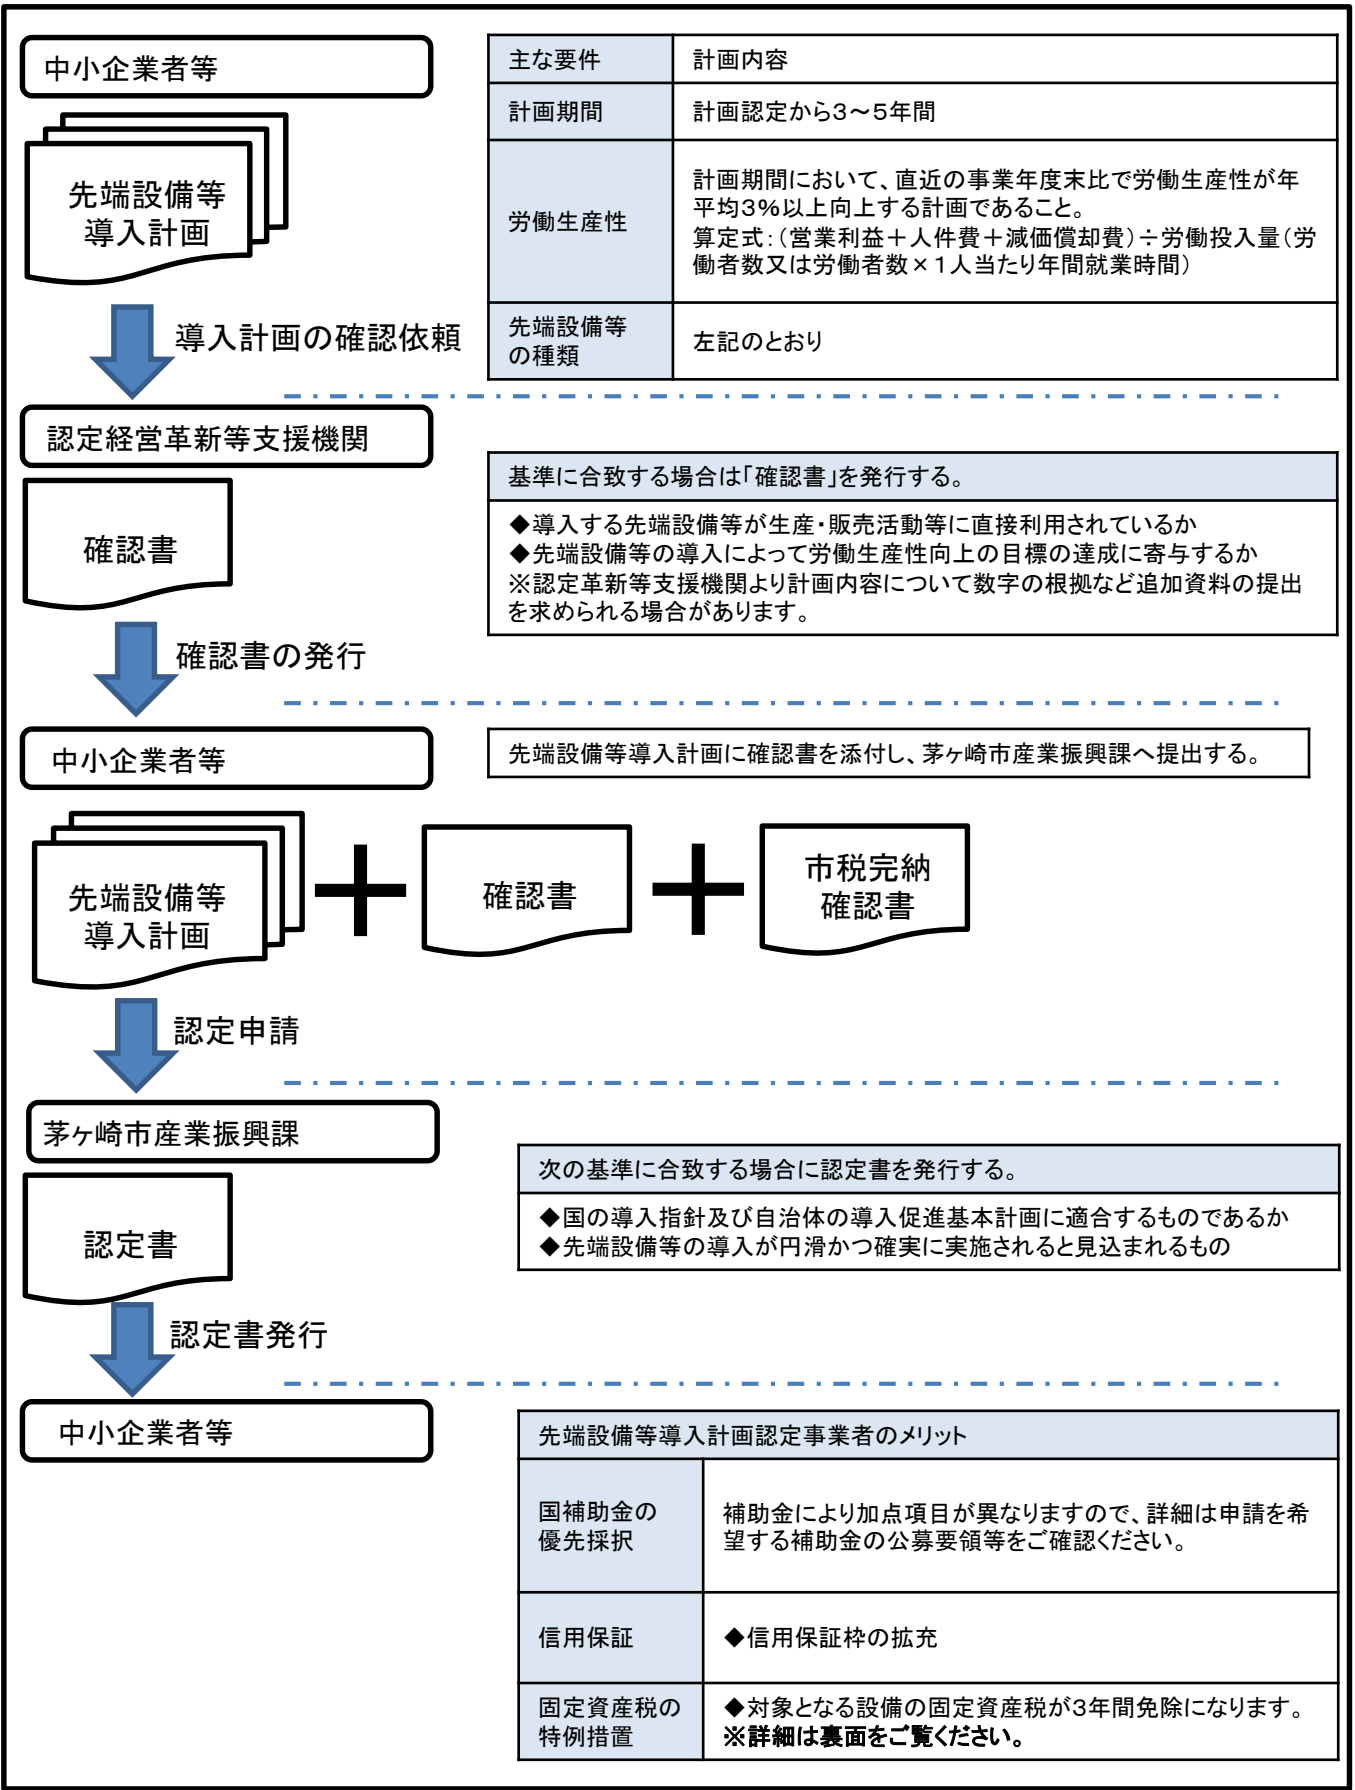 中小企業者等
先端設備等
導入計画
導入計画の確認依頼
主な要件 計画内容
計画期間 計画認定から3～5年間
労働生産性
計画期間において、直近の事業年度末比で労働生産性が年
平均3%以上向上する計画であること。
算定式:(営業利益＋人件費＋減価償却費)÷労働投入量(労
働者数又は労働者数×1人当たり年間就業時間)
先端設備等
の種類
左記のとおり
認定経営革新等支援機関
確認書
確認書の発行
基準に合致する場合は「確認書」を発行する。
◆導入する先端設備等が生産・販売活動等に直接利用されているか
◆先端設備等の導入によって労働生産性向上の目標の達成に寄与するか
※認定革新等支援機関より計画内容について数字の根拠など追加資料の提出
を求められる場合があります。
中小企業者等
先端設備等導入計画に確認書を添付し、茅ヶ崎市産業振興課へ提出する。
先端設備等
導入計画
確認書
市税完納
確認書
認定申請
茅ヶ崎市産業振興課
認定書
認定書発行
次の基準に合致する場合に認定書を発行する。
◆国の導入指針及び自治体の導入促進基本計画に適合するものであるか
◆先端設備等の導入が円滑かつ確実に実施されると見込まれるもの
中小企業者等
先端設備等導入計画認定事業者のメリット
国補助金の
優先採択
補助金により加点項目が異なりますので、詳細は申請を希
望する補助金の公募要領等をご確認ください。
信用保証 ◆信用保証枠の拡充
固定資産税の
特例措置
◆対象となる設備の固定資産税が3年間免除になります。
※詳細は裏面をご覧ください。